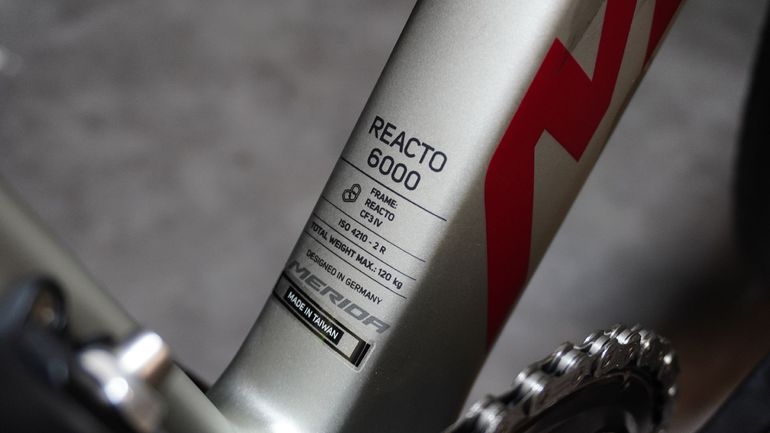 REACTO
6000
FRAME:
REACTO
CF3 IV
ISO 4210 - 2 R
TOTAL WEIGHT MAX.: 120 kg
DESIGNED IN GERMANY
MERIDA
MADE IN TAIWAN